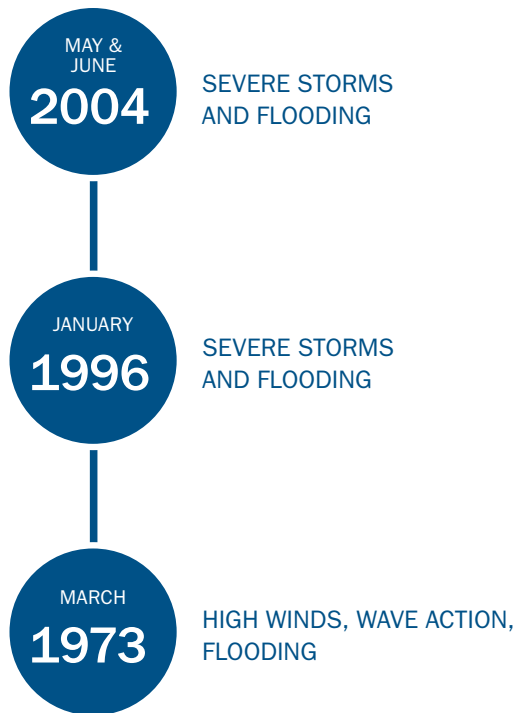 MAY &
JUNE
2004
SEVERE STORMS
AND FLOODING
JANUARY
1996
SEVERE STORMS
AND FLOODING
MARCH
1973
HIGH WINDS, WAVE ACTION,
FLOODING